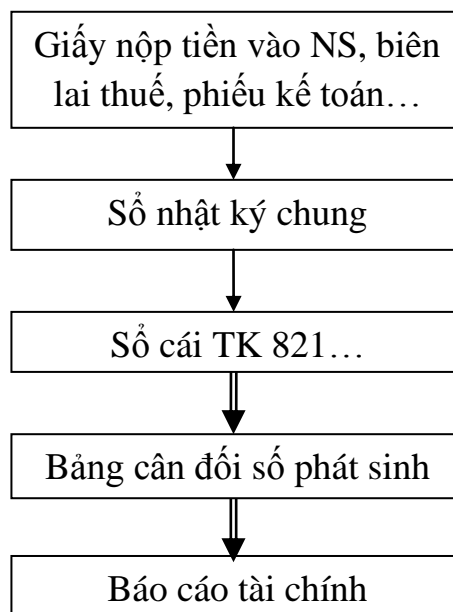 Giấy nộp tiền vào NS, biên
lai thuế, phiếu kế toán…
Sổ nhật ký chung
Sổ cái TK 821…
Bảng cân đối số phát sinh
Báo cáo tài chính